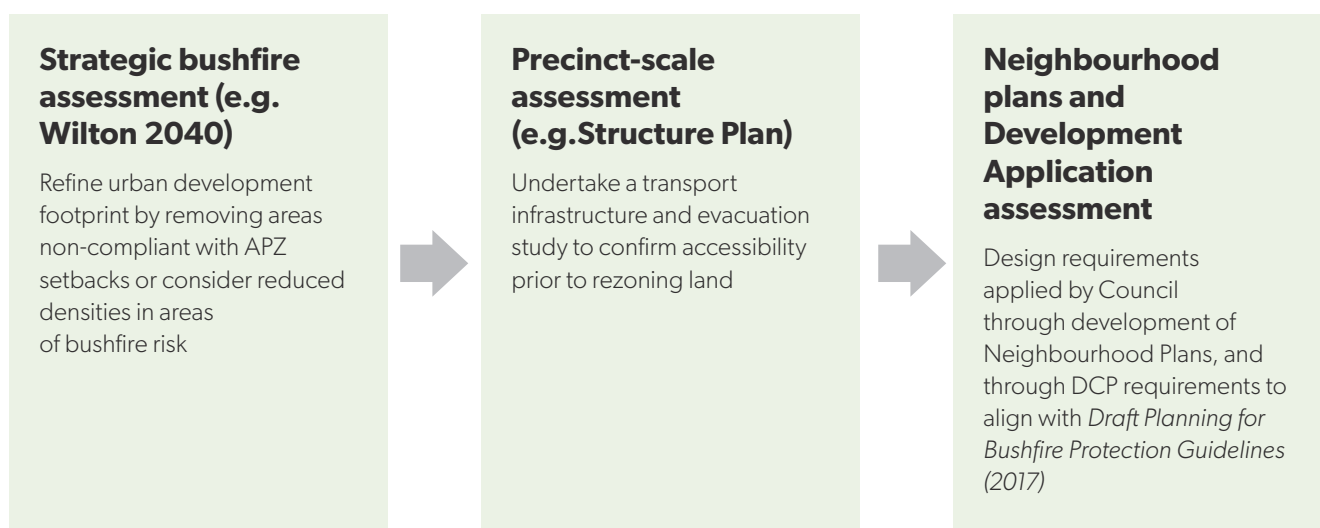 Strategic bushfire
assessment (e.g.
Wilton 2040)
Refine urban development
footprint by removing areas
non-compliant with APZ
setbacks or consider reduced
densities in areas
of bushfire risk
Precinct-scale
assessment
(e.g.Structure Plan)
Undertake a transport
infrastructure and evacuation
study to confirm accessibility
prior to rezoning land
Neighbourhood
plans and
Development
Application
assessment
Design requirements
applied by Council
through development of
Neighbourhood Plans, and
through DCP requirements to
align with Draft Planning for
Bushfire Protection Guidelines
(2017)